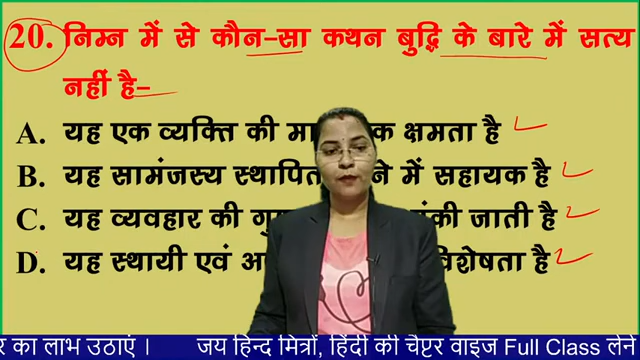 20. निम्न में से कौन-सा कथन बुद्धि के बारे में सत्य
नहीं है-
A. यह एक व्यक्ति की क्षमता है
B. यह सामंजस्य में सहायक है
C. यह व्यवहार की जाती है
D. यह स्थायी एवं है
का लाभ उठाएं । जय हिन्द मित्रों, हिंदी की चैप्टर वाइज Full Class लेने